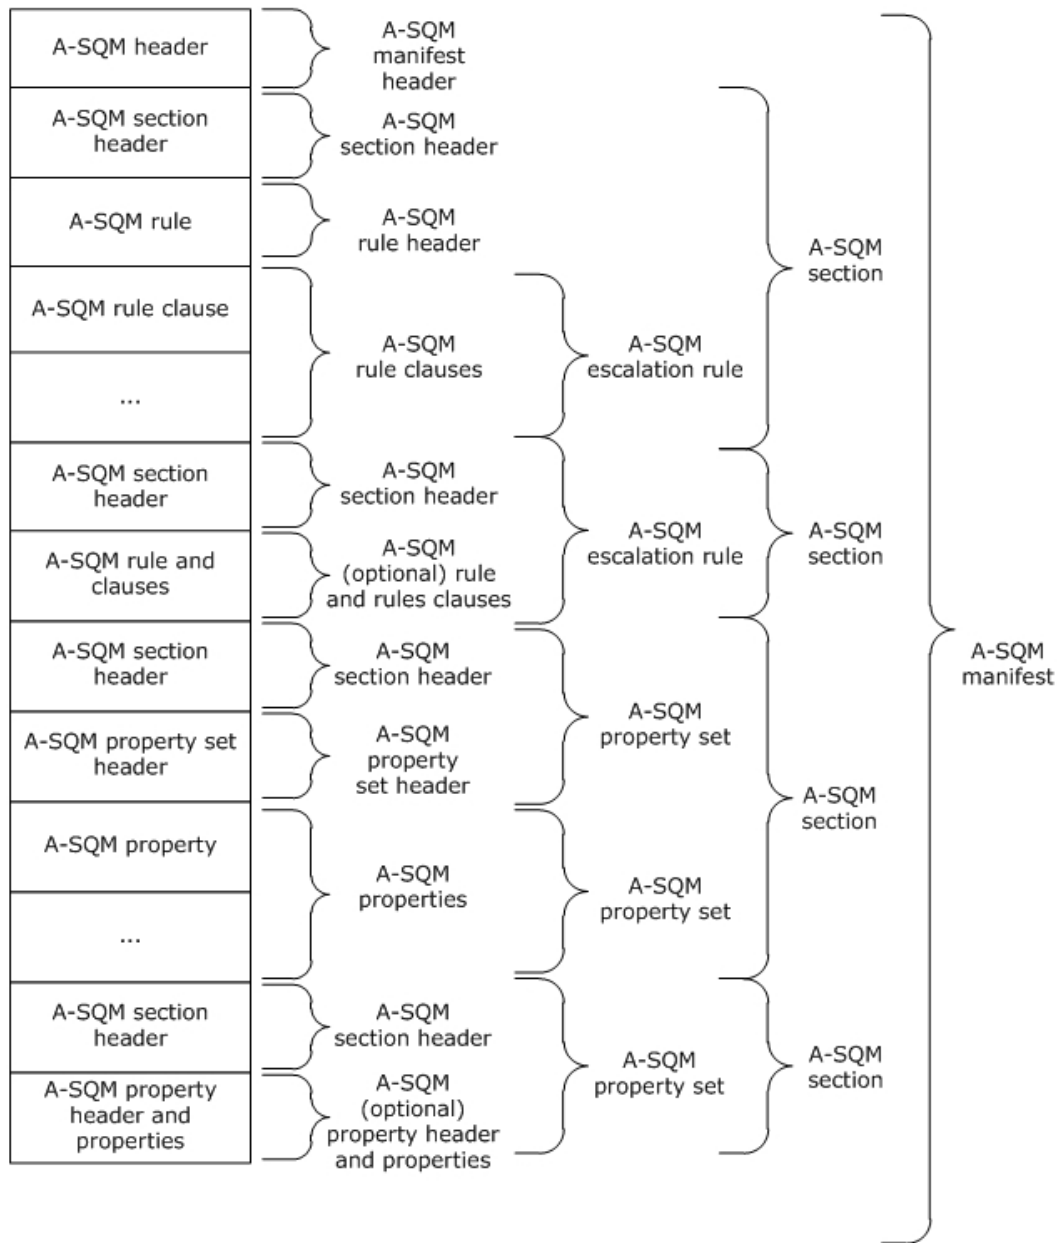 A-SQM header
A-SQM section
header
A-SQM rule
A-SQM rule clause
...
A-SQM section
header
A-SQM rule and
clauses
A-SQM section
header
A-SQM property set
header
A-SQM property
...
A-SQM section
header
A-SQM property
header and
properties
A-SQM
manifest
header
A-SQM
section header
A-SQM
rule header
A-SQM
rule clauses
A-SQM
section header
A-SQM
(optional) rule
and rules clauses
A-SQM
section header
A-SQM
property
set header
A-SQM
properties
A-SQM
section header
A-SQM
(optional)
property header
and properties
A-SQM
escalation rule
A-SQM
escalation rule
A-SQM
property set
A-SQM
property set
A-SQM
property set
A-SQM
section
A-SQM
section
A-SQM
section
A-SQM
section
A-SQM
manifest